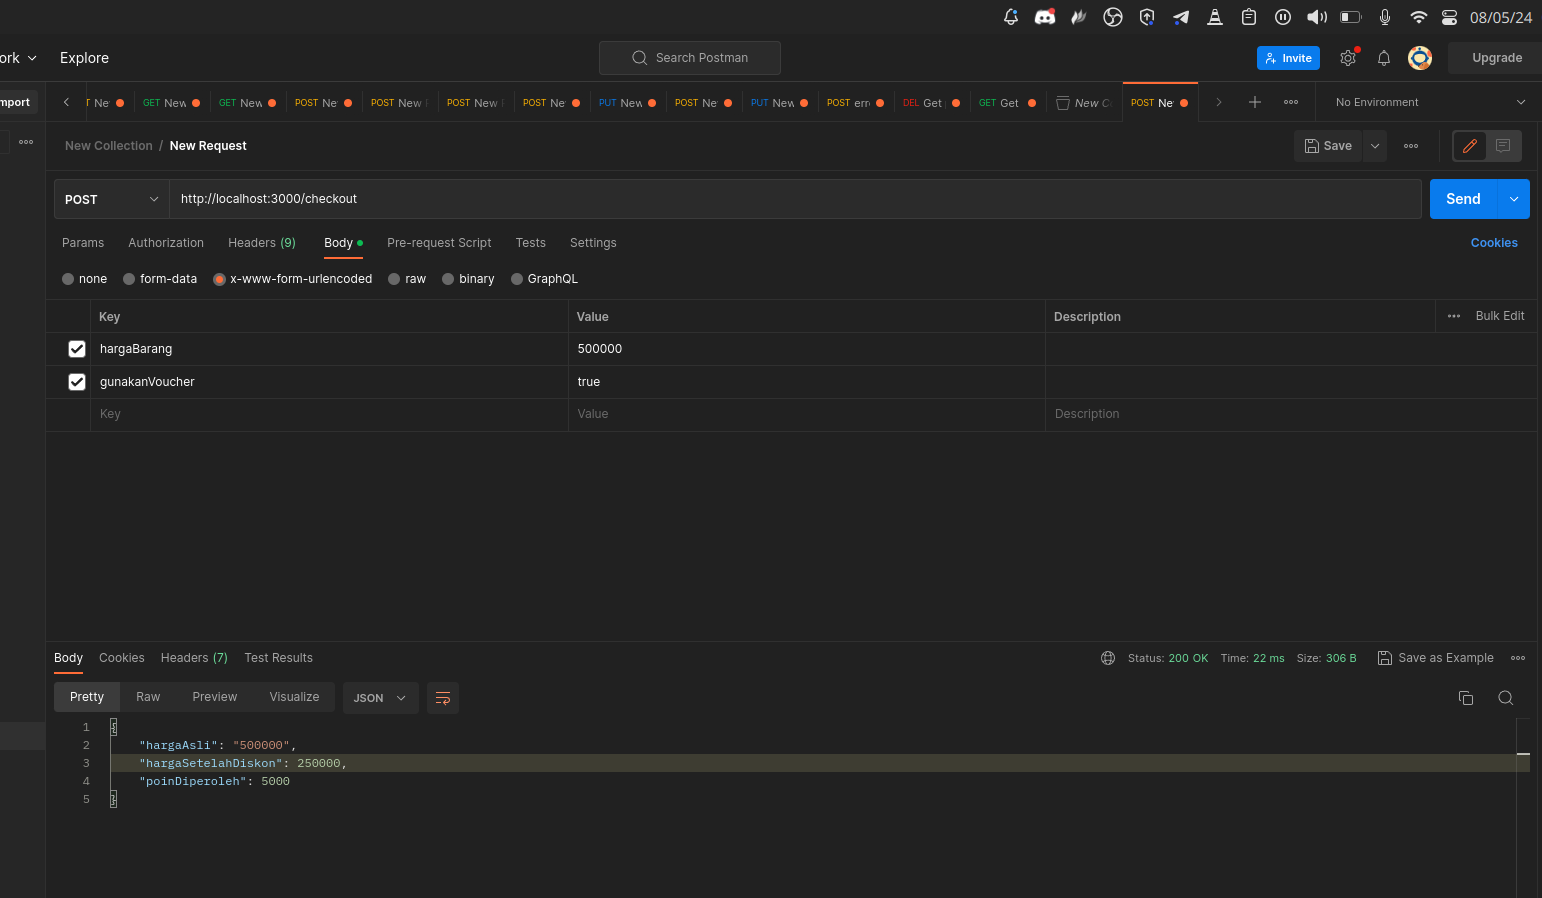 08/05/24
ork
Explore
Search Postman
Invite
Upgrade
mport
Ne
GET New
GET New
POST Ne
POST New
POST New
POST Ne
PUT New
POST Ne
PUT New
POST erro
DEL Get
GET Get
New C
POST Ne
No Environment
New Collection / New Request
Save
POST
http://localhost:3000/checkout
Send
Params
Authorization
Headers (9)
Body
Pre-request Script
Tests
Settings
Cookies
none
form-data
x-www-form-urlencoded
raw
binary
GraphQL
Key
Value
Description
Bulk Edit
hargaBarang
500000
gunakanVoucher
true
Key
Value
Description
Body
Cookies
Headers (7)
Test Results
Status: 200 OK
Time: 22 ms
Size: 306 B
Save as Example
Pretty
Raw
Preview
Visualize
JSON
1 {
2 "hargaAsli": "500000",
3 "hargaSetelahDiskon": 250000,
4 "poinDiperoleh": 5000
5 }